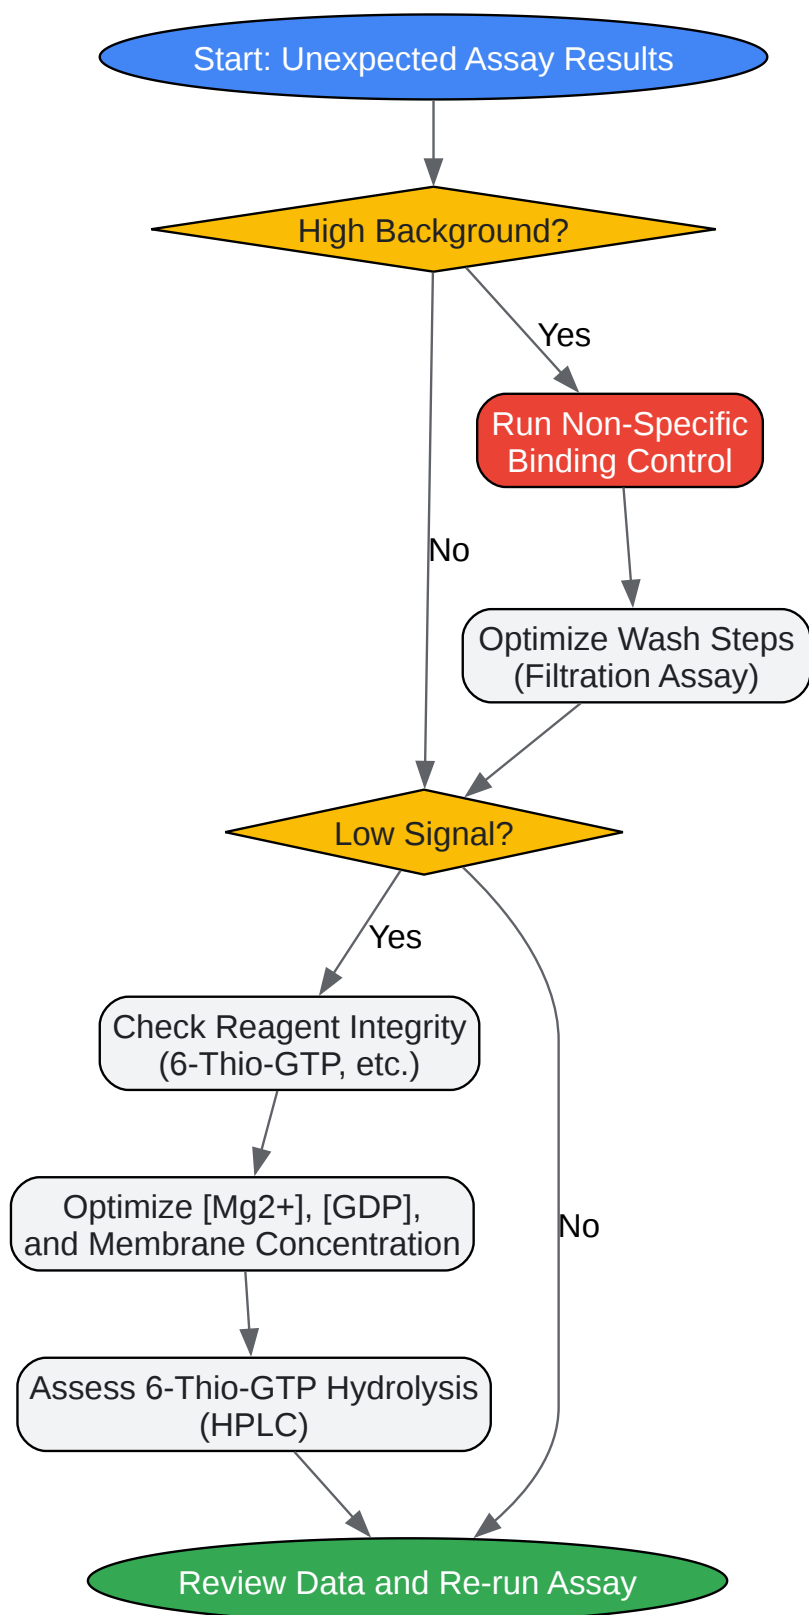 Start: Unexpected Assay Results
High Background?
Yes
Run Non-Specific
Binding Control
No
Optimize Wash Steps
(Filtration Assay)
Low Signal?
Yes
Check Reagent Integrity
(6-Thio-GTP, etc.)
Optimize [Mg2+], [GDP],
and Membrane Concentration
No
Assess 6-Thio-GTP Hydrolysis
(HPLC)
Review Data and Re-run Assay